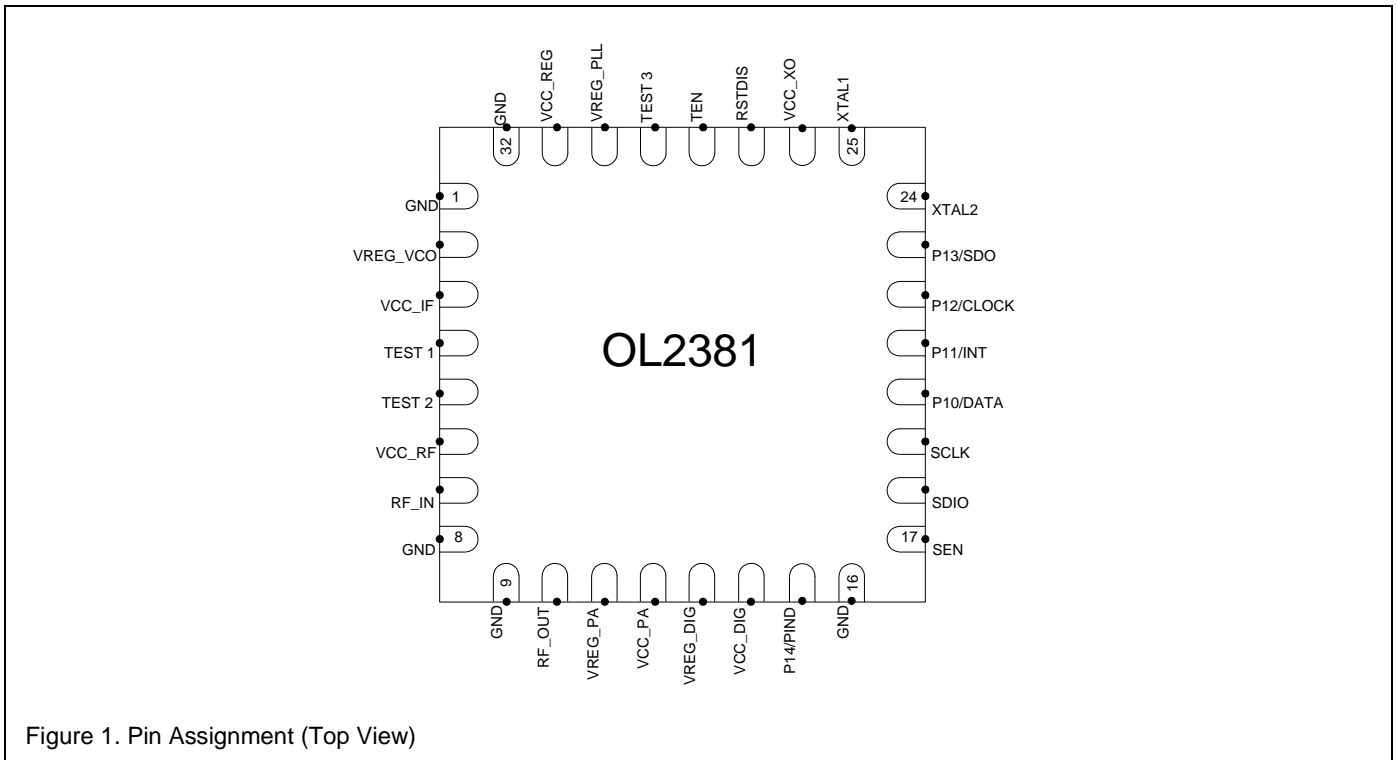 GND
VCC_REG
VREG_PLL
TEST 3
TEN
RSTDIS
VCC_XO
XTAL1
32
25
1
GND
VREG_VCO
VCC_IF
TEST 1
TEST 2
VCC_RF
RF_IN
8
GND
OL2381
24
XTAL2
P13/SDO
P12/CLOCK
P11/INT
P10/DATA
SCLK
SDIO
17
SEN
9
16
GND
RF_OUT
VREG_PA
VCC_PA
VREG_DIG
VCC_DIG
P14/PIND
GND
Figure 1. Pin Assignment (Top View)